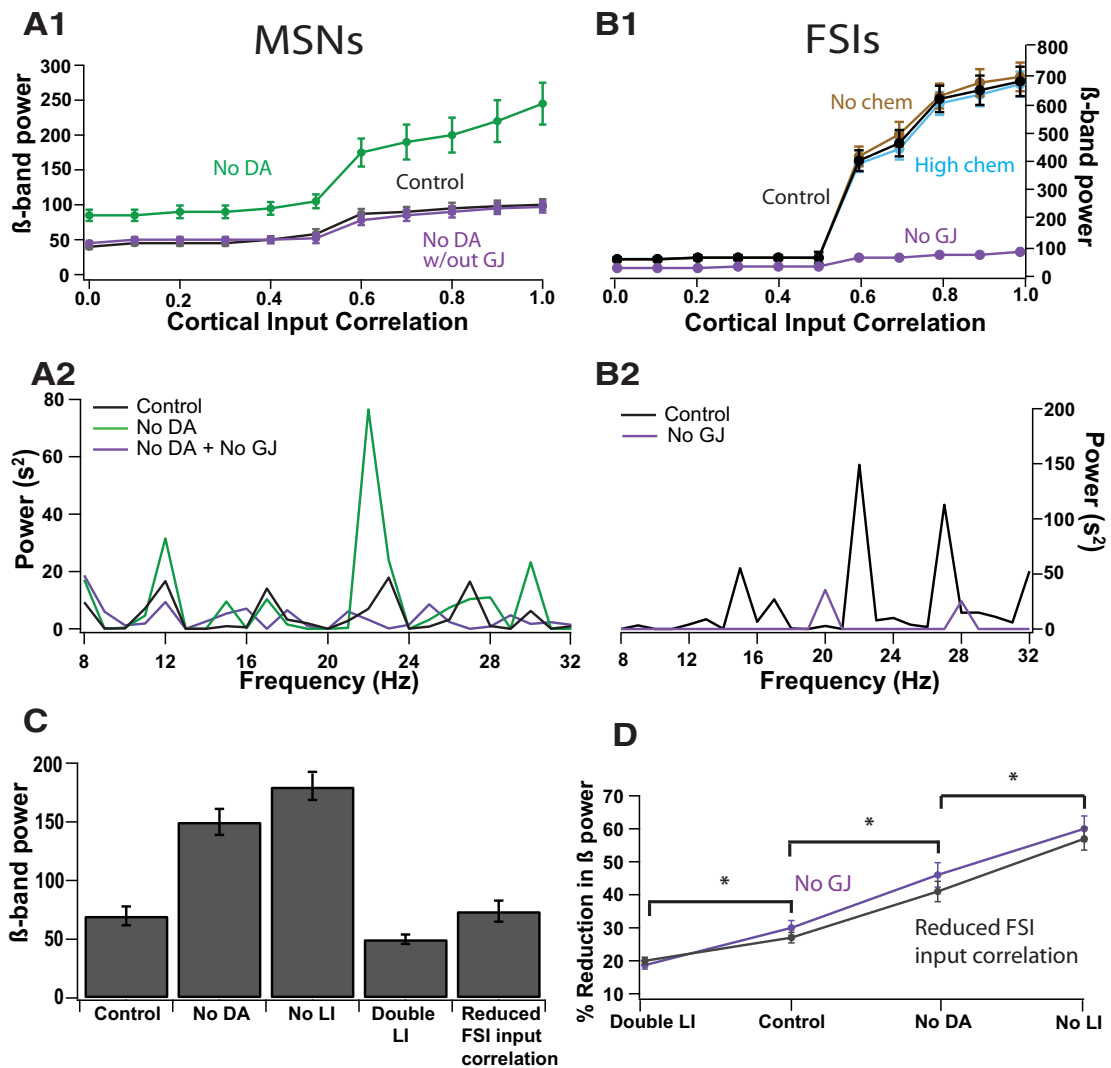 A1
MSNs
300
250
200
150
100
50
0
ß-band power
No DA
Control
No DA
w/out GJ
0.0 0.2 0.4 0.6 0.8 1.0
Cortical Input Correlation
B1
FSIs
800
700
600
500
400
300
200
100
0
ß-band power
No chem
High chem
Control
No GJ
0.0 0.2 0.4 0.6 0.8 1.0
Cortical Input Correlation
A2
80
60
40
20
0
Power (s²)
Control
No DA
No DA + No GJ
8 12 16 20 24 28 32
Frequency (Hz)
B2
Control
No GJ
200
150
100
50
0
Power (s²)
8 12 16 20 24 28 32
Frequency (Hz)
C
200
150
100
50
0
ß-band power
Control
No DA
No LI
Double
LI
Reduced
FSI input
correlation
D
70
60
50
40
30
20
10
% Reduction in ß power
*
*
*
No GJ
Reduced FSI
input correlation
Double LI
Control
No DA
No LI